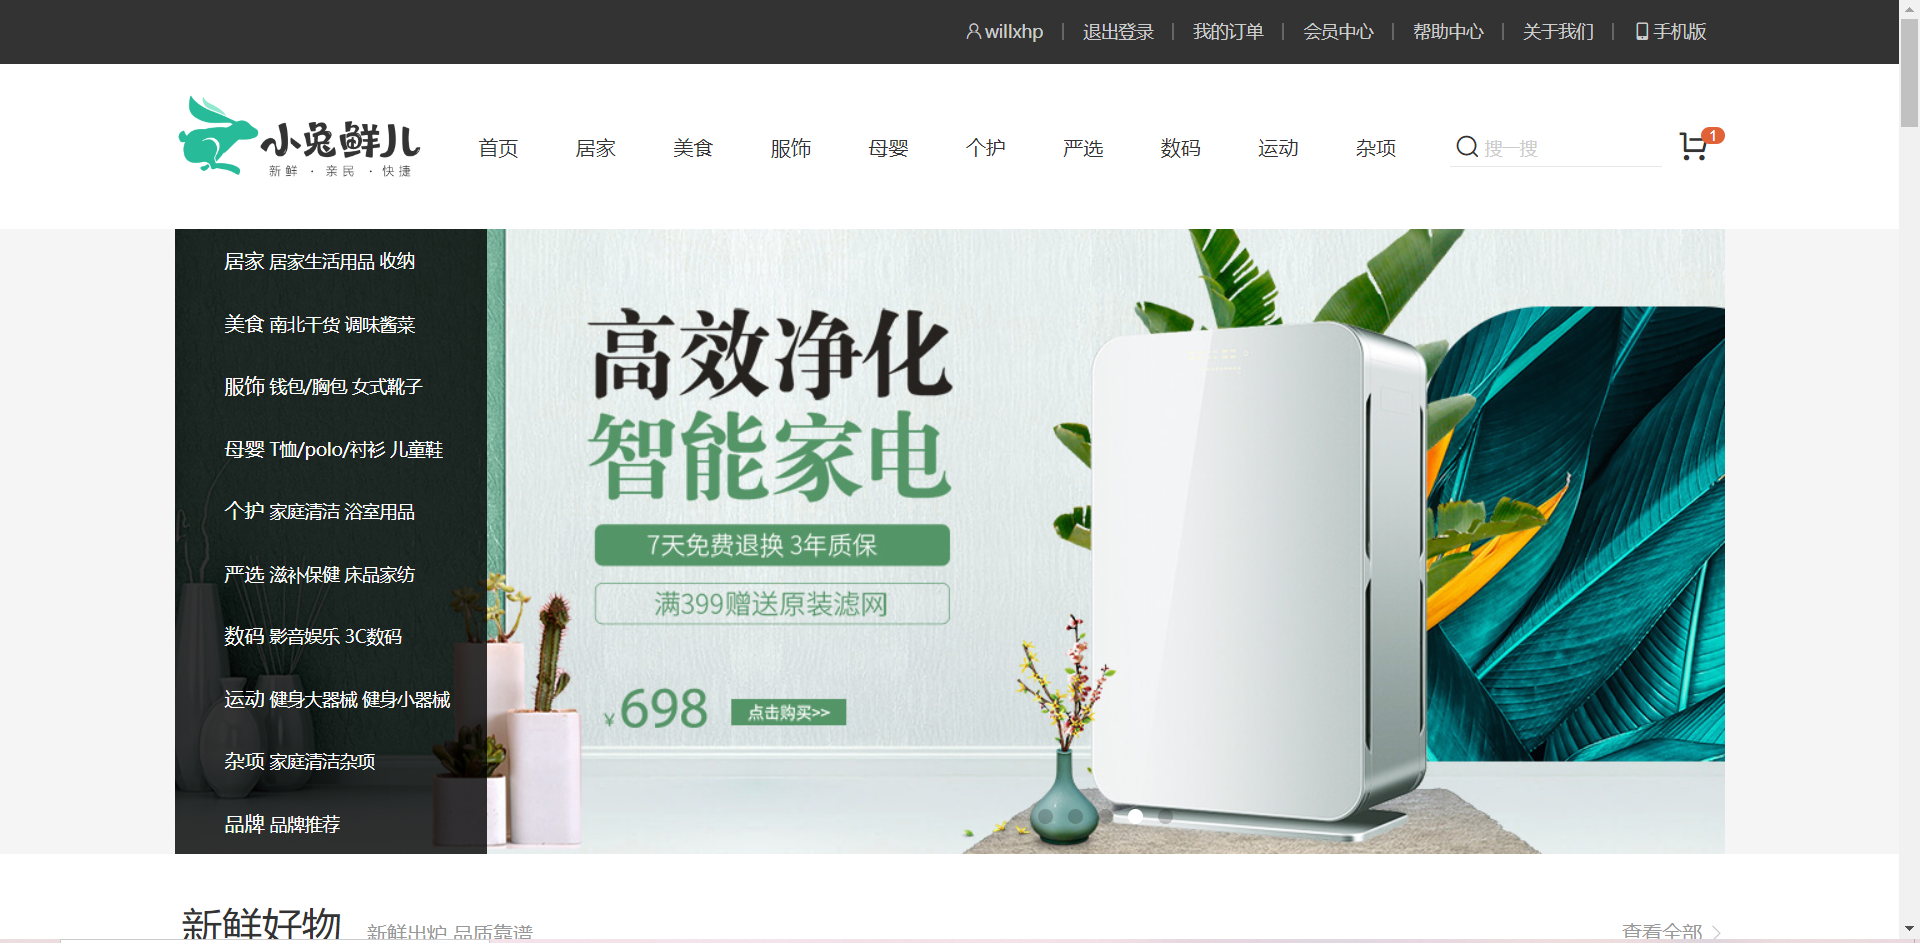 willxhp 退出登录 我的订单 会员中心 帮助中心 关于我们 手机版
小兔鲜儿
新鲜 · 亲民 · 快捷
首页 居家 美食 服饰 母婴 个护 严选 数码 运动 杂项 搜一搜 1
居家 居家生活用品 收纳
美食 南北干货 调味酱菜
服饰 钱包/胸包 女式靴子
母婴 T恤/polo/衬衫 儿童鞋
个护 家庭清洁 浴室用品
严选 滋补保健 床品家纺
数码 影音娱乐 3C数码
运动 健身大器械 健身小器械
杂项 家庭清洁杂项
品牌 品牌推荐
高效净化
智能家电
7天免费退换 3年质保
满399赠送原装滤网
¥698 点击购买>>
新鲜好物 新鲜出炉 品质靠谱 查看全部